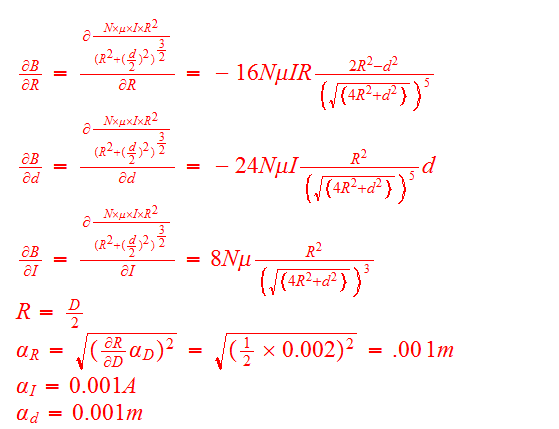 ∂B/∂R = ∂ (N×μ×I×R²)/((R²+(d/2)²)^(3/2)) / ∂R = − 16NμIR (2R²−d²)/(√{(4R²+d²)})⁵
∂B/∂d = ∂ (N×μ×I×R²)/((R²+(d/2)²)^(3/2)) / ∂d = − 24NμI R²/(√{(4R²+d²)})⁵ d
∂B/∂I = ∂ (N×μ×I×R²)/((R²+(d/2)²)^(3/2)) / ∂I = 8Nμ R²/(√{(4R²+d²)})³
R = D/2
α_R = √((∂R/∂D α_D)²) = √((1/2 × 0.002)²) = .001m
α_I = 0.001A
α_d = 0.001m